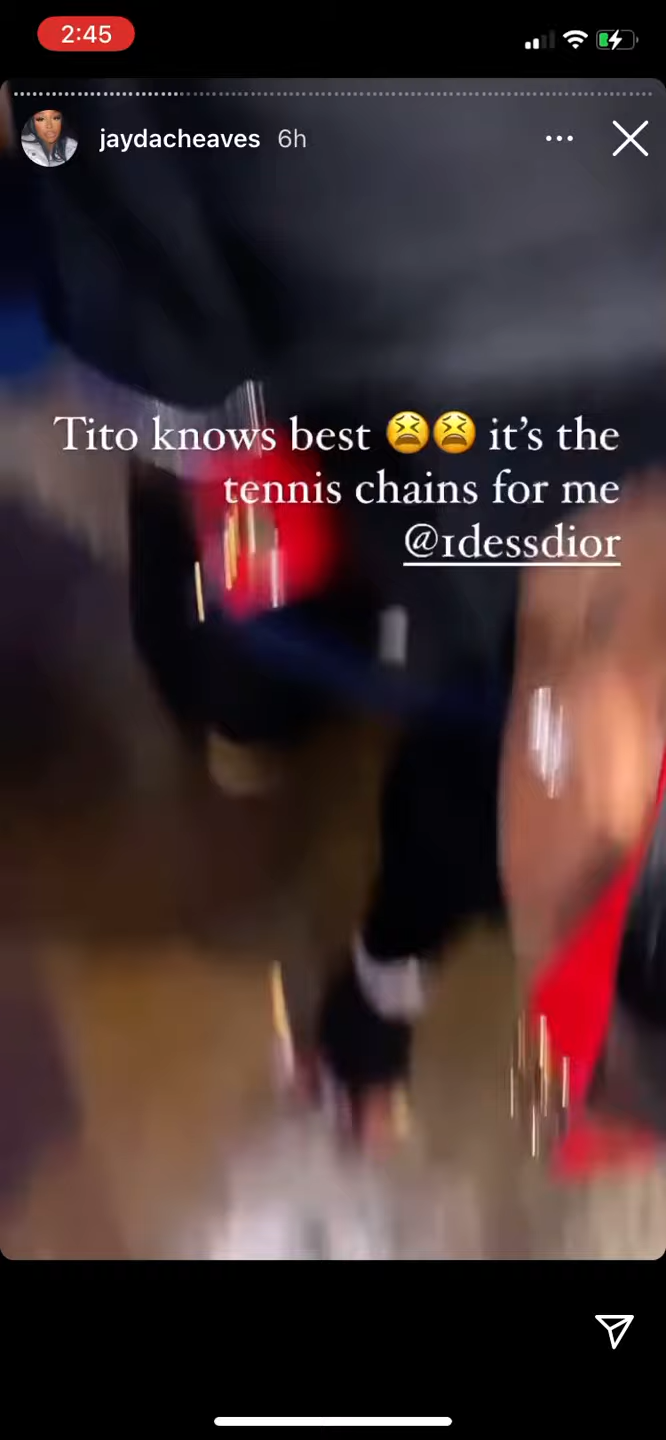 2:45
jaydacheaves 6h
Tito knows best 😫😫 it's the
tennis chains for me
@1dessdior